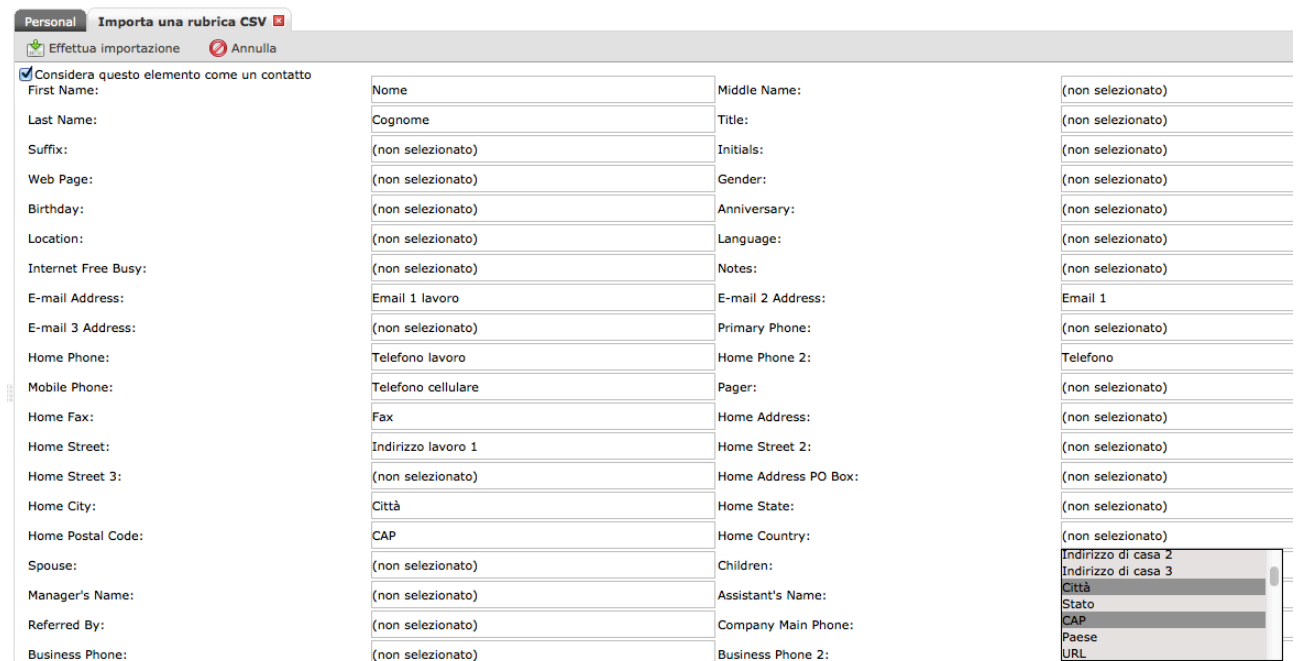 Personal Importa una rubrica CSV
Effettua importazione Annulla
Considera questo elemento come un contatto
First Name: Nome Middle Name: (non selezionato)
Last Name: Cognome Title: (non selezionato)
Suffix: (non selezionato) Initials: (non selezionato)
Web Page: (non selezionato) Gender: (non selezionato)
Birthday: (non selezionato) Anniversary: (non selezionato)
Location: (non selezionato) Language: (non selezionato)
Internet Free Busy: (non selezionato) Notes: (non selezionato)
E-mail Address: Email 1 lavoro E-mail 2 Address: Email 1
E-mail 3 Address: (non selezionato) Primary Phone: (non selezionato)
Home Phone: Telefono lavoro Home Phone 2: Telefono
Mobile Phone: Telefono cellulare Pager: (non selezionato)
Home Fax: Fax Home Address: (non selezionato)
Home Street: Indirizzo lavoro 1 Home Street 2: (non selezionato)
Home Street 3: (non selezionato) Home Address PO Box: (non selezionato)
Home City: Città Home State: (non selezionato)
Home Postal Code: CAP Home Country: (non selezionato)
Indirizzo di casa 2
Spouse: (non selezionato) Children: Indirizzo di casa 3
Città
Manager's Name: (non selezionato) Assistant's Name: Stato
CAP
Referred By: (non selezionato) Company Main Phone: Paese
Business Phone: (non selezionato) Business Phone 2: URL